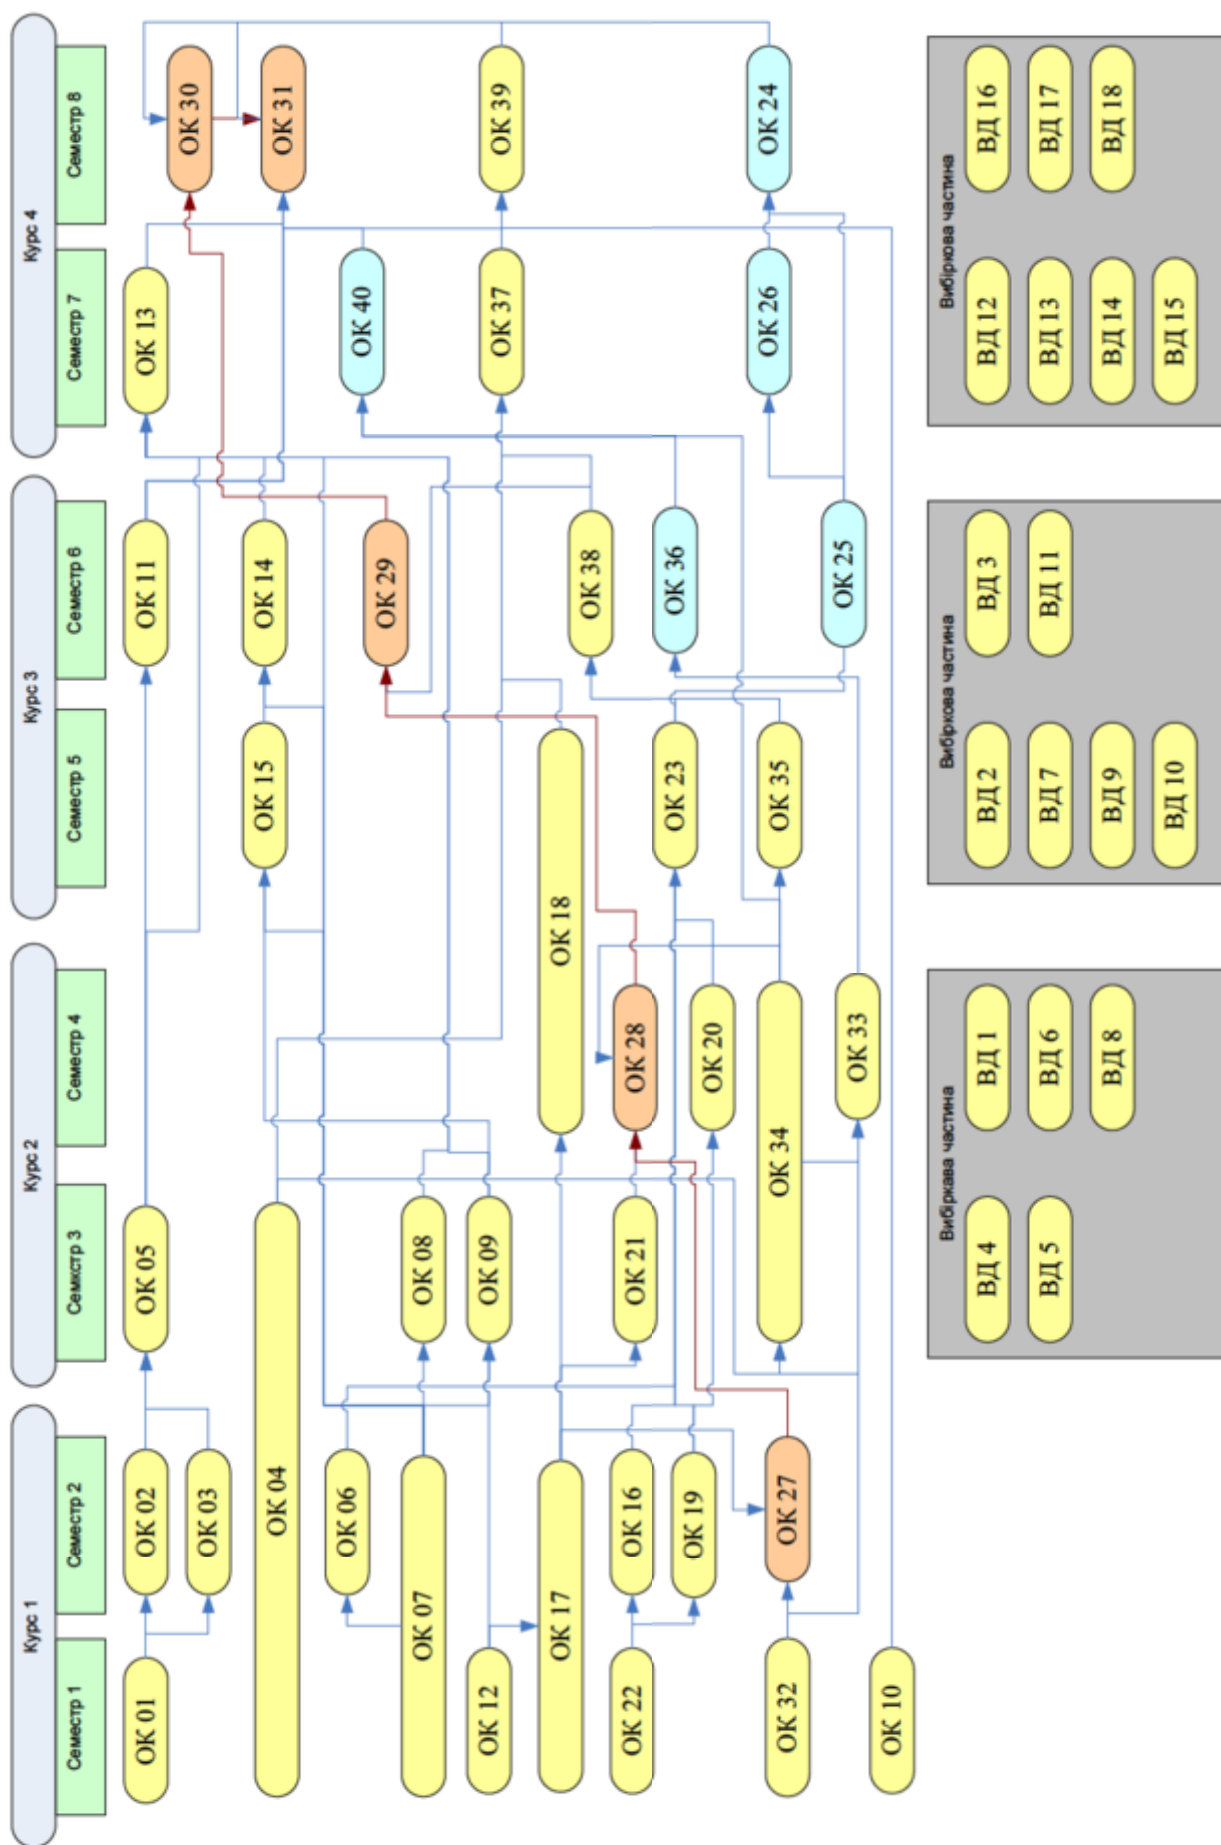 Курс 1
Курс 2
Курс 3
Курс 4
Семестр 1
Семестр 2
Семкстр 3
Семестр 4
Семестр 5
Семестр 6
Семестр 7
Семестр 8
ОК 01
ОК 02
ОК 05
ОК 11
ОК 13
ОК 30
ОК 03
ОК 04
ОК 15
ОК 14
ОК 31
ОК 06
ОК 40
ОК 07
ОК 08
ОК 29
ОК 12
ОК 09
ОК 37
ОК 39
ОК 17
ОК 18
ОК 38
ОК 22
ОК 16
ОК 21
ОК 28
ОК 19
ОК 20
ОК 23
ОК 36
ОК 32
ОК 27
ОК 34
ОК 35
ОК 26
ОК 24
ОК 33
ОК 25
ОК 10
Вибіркава частина
ВД 4
ВД 1
ВД 5
ВД 6
ВД 8
Вибіркова частина
ВД 2
ВД 3
ВД 7
ВД 11
ВД 9
ВД 10
Вибіркова частина
ВД 12
ВД 16
ВД 13
ВД 17
ВД 14
ВД 18
ВД 15